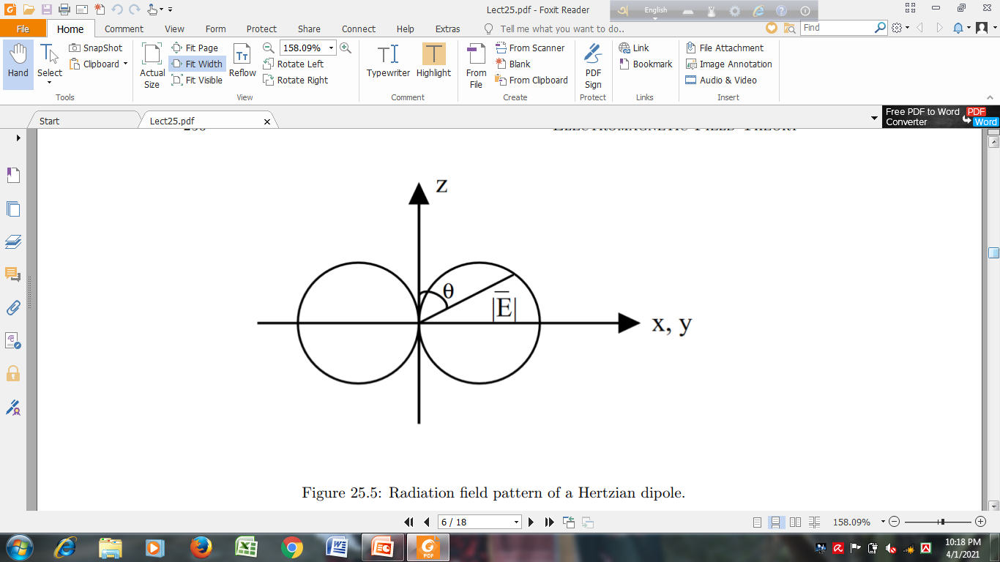 Lect25.pdf - Foxit Reader
English
File Home Comment View Form Protect Share Connect Help Extras Tell me what you want to do.. Find
Hand
Select
SnapShot
Clipboard
Tools
Actual Size
Fit Page
Fit Width
Fit Visible
Reflow
158.09%
Rotate Left
Rotate Right
View
Typewriter
Highlight
Comment
From File
From Scanner
Blank
From Clipboard
Create
PDF Sign
Protect
Link
Bookmark
Links
File Attachment
Image Annotation
Audio & Video
Insert
Start
Lect25.pdf
Free PDF to Word Converter
PDF
Word
Electromagnetic Field Theory
z
θ
|E̅|
x, y
Figure 25.5: Radiation field pattern of a Hertzian dipole.
6 / 18
158.09%
10:18 PM
4/1/2021